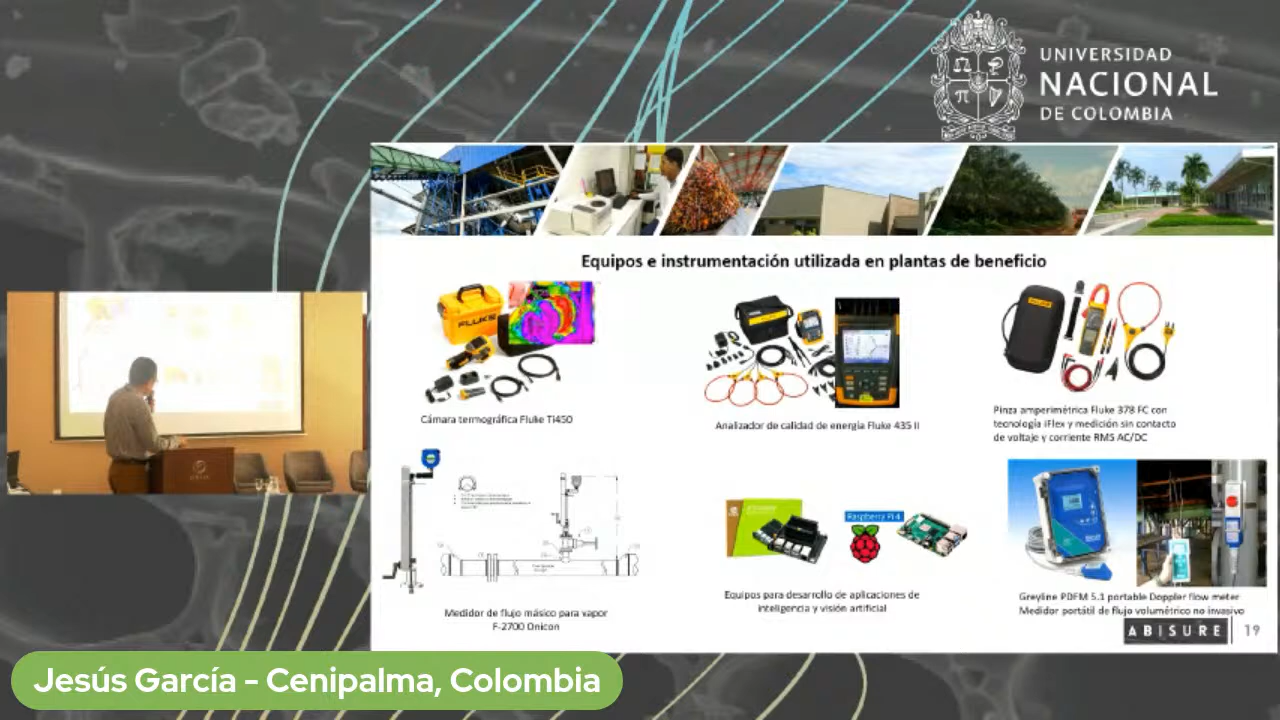 UNIVERSIDAD
NACIONAL
DE COLOMBIA
Equipos e instrumentación utilizada en plantas de beneficio
FLUKE
Cámara termográfica Fluke TI450
Analizador de calidad de energía Fluke 435 II
Pinza amperimétrica Fluke 378 FC con
tecnología iFlex y medición sin contacto
de voltaje y corriente RMS AC/DC
Raspberry Pi 4
Medidor de flujo másico para vapor
F-2700 Onicon
Equipos para desarrollo de aplicaciones de
inteligencia y visión artificial
Greyline PDFM 5.1 portable Doppler flow meter
Medidor portátil de flujo volumétrico no invasivo
ABISURE
19
Jesús García - Cenipalma, Colombia